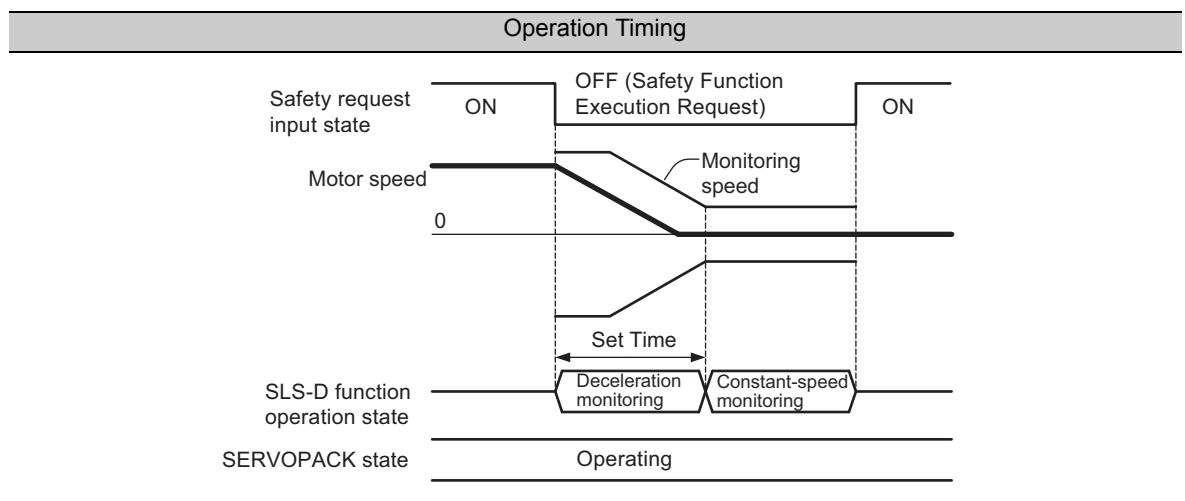 Operation Timing
Safety request
input state
ON
OFF (Safety Function
Execution Request)
ON
Motor speed
Monitoring
speed
0
Set Time
SLS-D function
operation state
Deceleration
monitoring
Constant-speed
monitoring
SERVOPACK state
Operating